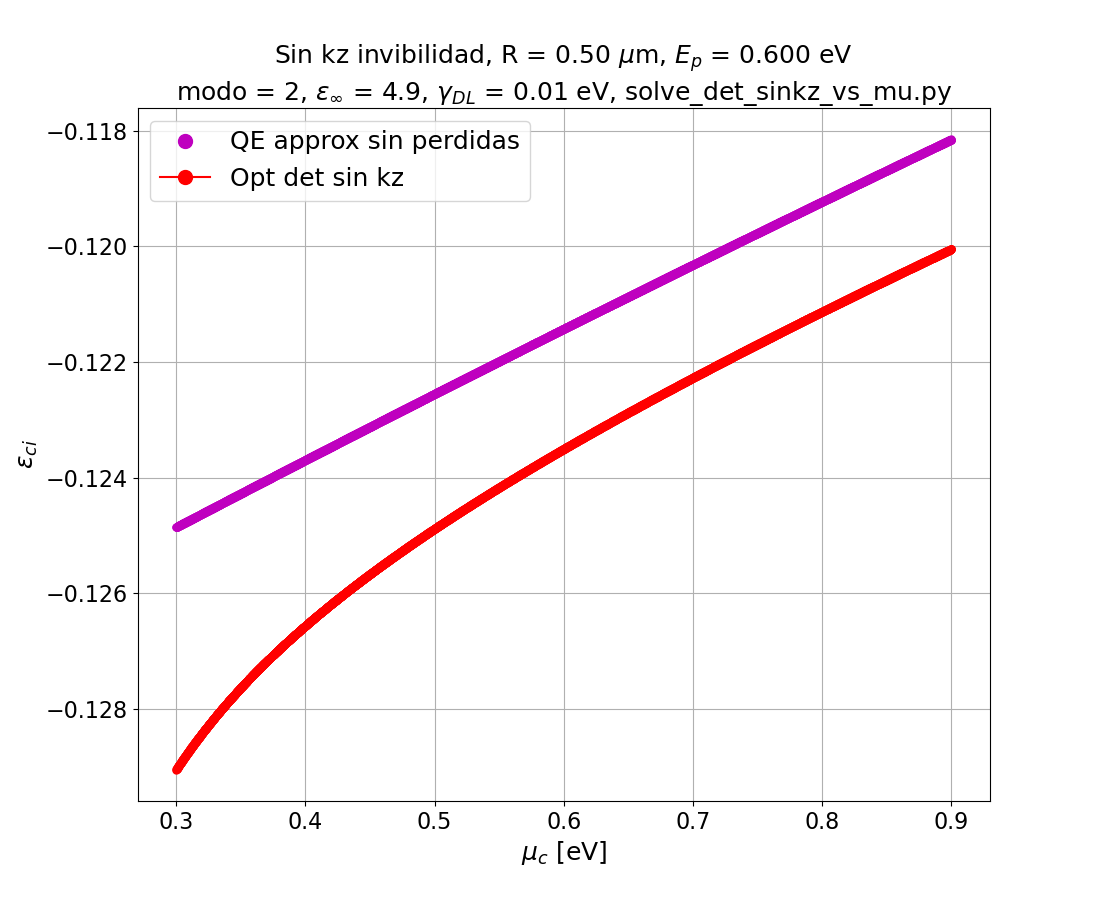 Sin kz invibilidad, R = 0.50 μm, E_p = 0.600 eV
modo = 2, ε_∞ = 4.9, γ_DL = 0.01 eV, solve_det_sinkz_vs_mu.py
QE approx sin perdidas
Opt det sin kz
−0.118
−0.120
−0.122
−0.124
−0.126
−0.128
ε_ci
0.3 0.4 0.5 0.6 0.7 0.8 0.9
μ_c [eV]